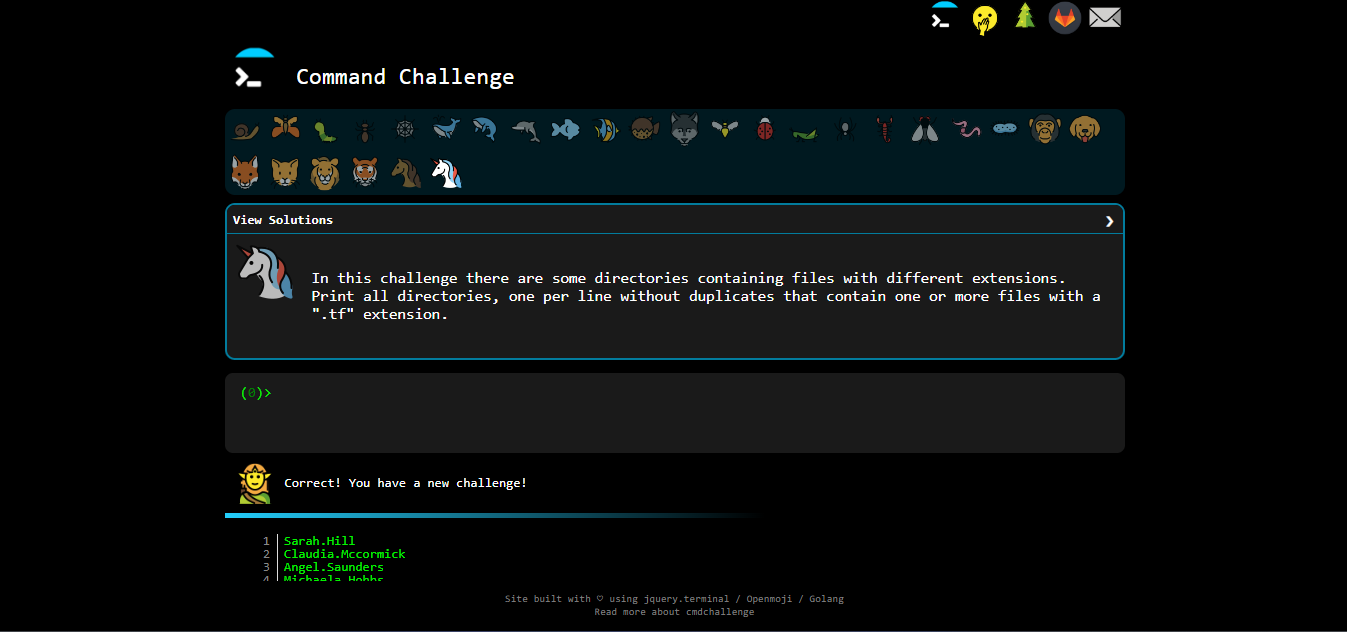 Command Challenge
View Solutions
In this challenge there are some directories containing files with different extensions.
Print all directories, one per line without duplicates that contain one or more files with a
".tf" extension.
(0)>
Correct! You have a new challenge!
1 Sarah.Hill
2 Claudia.Mccormick
3 Angel.Saunders
4 Michaela.Hobbs
Site built with ♡ using jquery.terminal / Openmoji / Golang
Read more about cmdchallenge